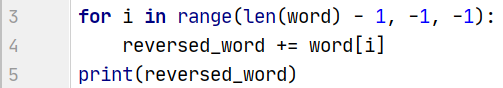 3 for i in range(len(word) - 1, -1, -1):
4     reversed_word += word[i]
5 print(reversed_word)